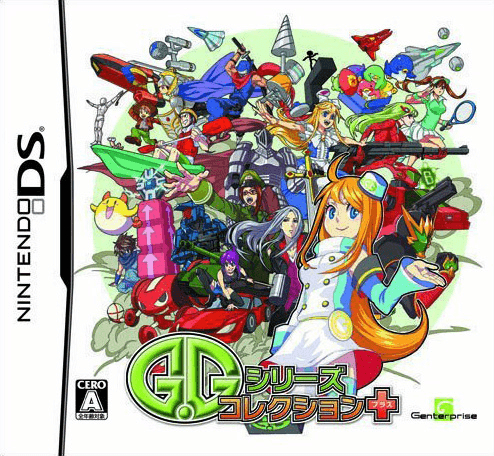 NINTENDO DS®
G.G
シリーズ
コレクション+
プラス
CERO
A
全年齢対象
G
Genterprise